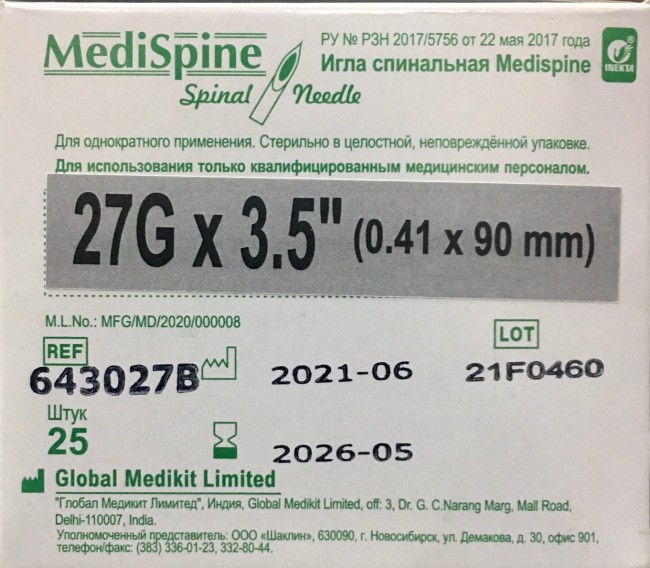 MediSpine
Spinal Needle
РУ № РЗН 2017/5756 от 22 мая 2017 года
Игла спинальная Medispine
INEKTA
Для однократного применения. Стерильно в целостной, неповреждённой упаковке.
Для использования только квалифицированным медицинским персоналом.
27G x 3.5" (0.41 x 90 mm)
M.L.No.: MFG/MD/2020/000008
REF
643027B
2021-06
LOT
21F0460
Штук
25
2026-05
Global Medikit Limited
"Глобал Медикит Лимитед", Индия, Global Medikit Limited, off: 3, Dr. G. C.Narang Marg, Mall Road,
Delhi-110007, India.
Уполномоченный представитель: ООО «Шаклин», 630090, г. Новосибирск, ул. Демакова, д. 30, офис 901,
телефон/факс: (383) 336-01-23, 332-80-44.